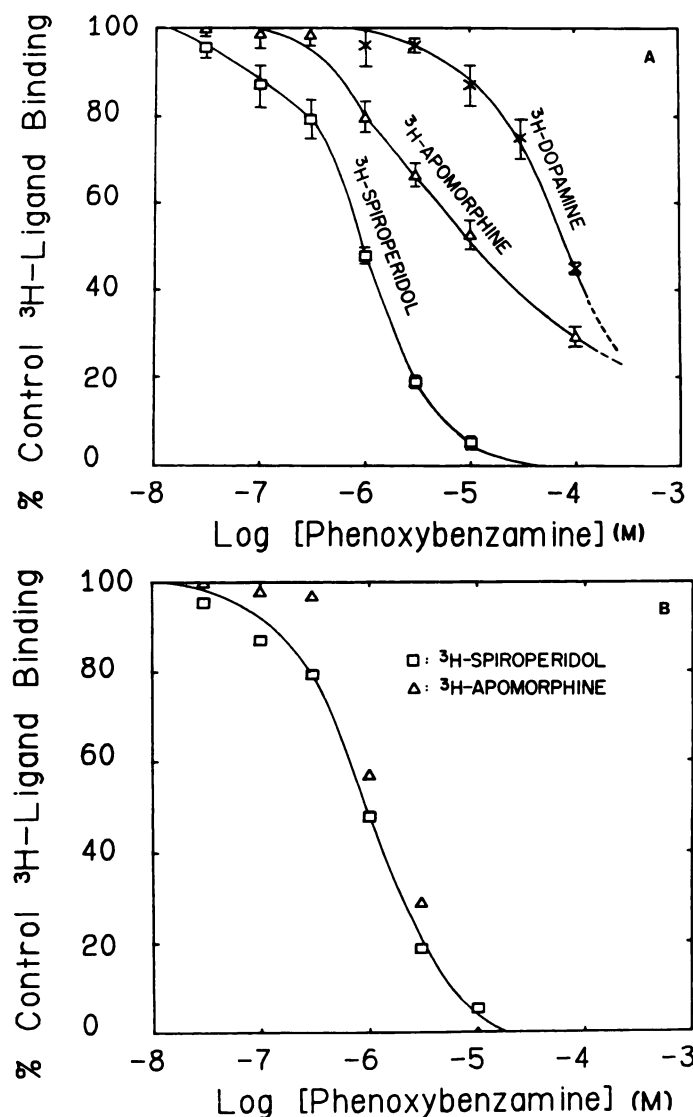 % Control ³H-Ligand Binding
100
80
60
40
20
0
A
³H-SPIROPERIDOL
³H-APOMORPHINE
³H-DOPAMINE
-8 -7 -6 -5 -4 -3
Log [Phenoxybenzamine] (M)
% Control ³H-Ligand Binding
100
80
60
40
20
0
B
□: ³H-SPIROPERIDOL
△: ³H-APOMORPHINE
-8 -7 -6 -5 -4 -3
Log [Phenoxybenzamine] (M)